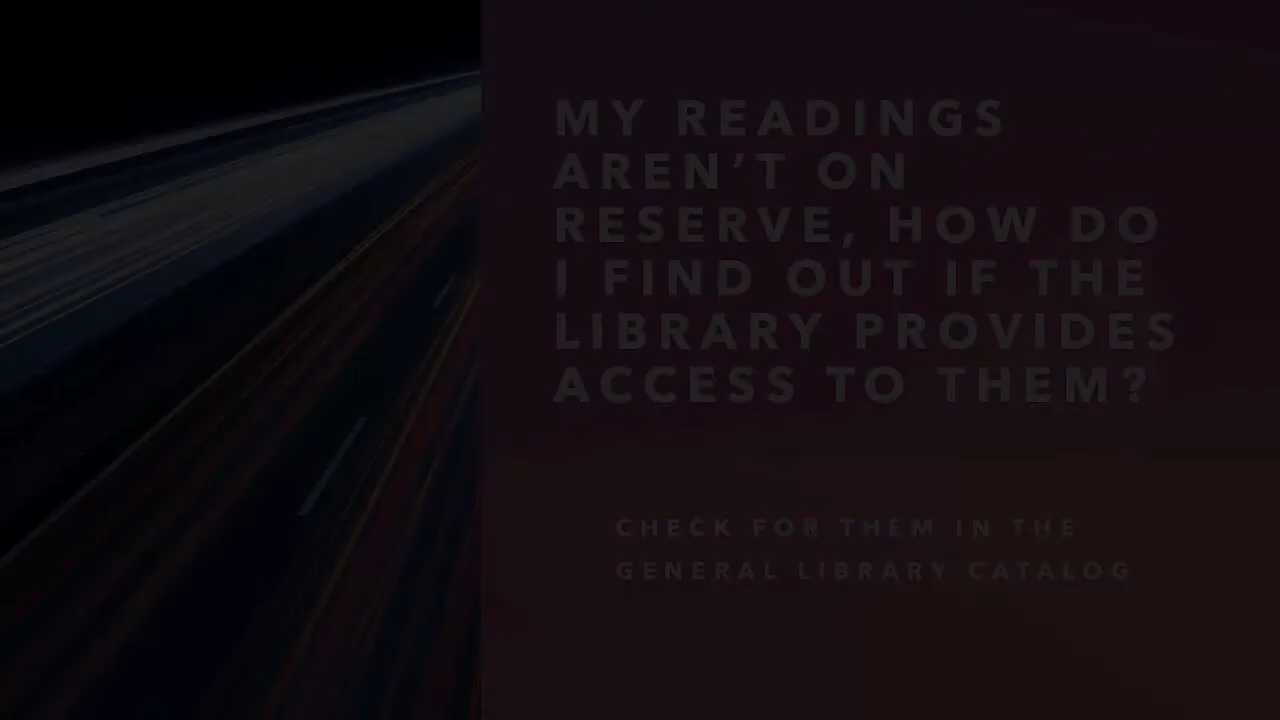 MY READINGS
AREN’T ON
RESERVE, HOW DO
I FIND OUT IF THE
LIBRARY PROVIDES
ACCESS TO THEM?
CHECK FOR THEM IN THE
GENERAL LIBRARY CATALOG